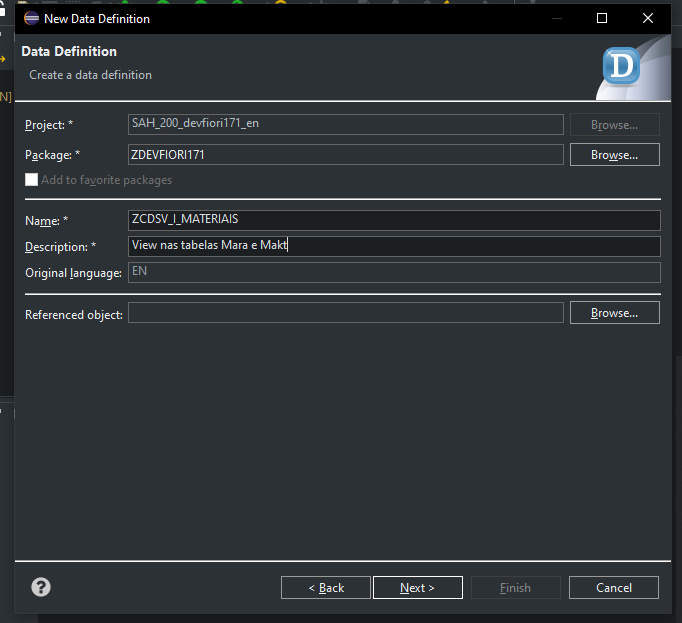 New Data Definition
Data Definition
Create a data definition
D
N]
Project: * SAH_200_devfiori171_en Browse...
Package: * ZDEVFIORI171 Browse...
Add to favorite packages
Name: * ZCDSV_I_MATERIAIS
Description: * View nas tabelas Mara e Makt
Original language: EN
Referenced object: Browse...
? < Back Next > Finish Cancel